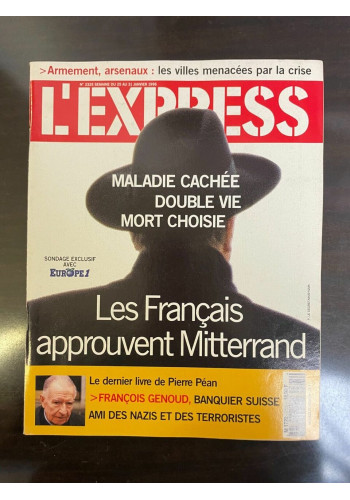 >Armement, arsenaux : les villes menacées par la crise
L'EXPRESS
MALADIE CACHÉE
DOUBLE VIE
MORT CHOISIE
SONDAGE EXCLUSIF
AVEC
EUROPE 1
Les Français
approuvent Mitterrand
Le dernier livre de Pierre Péan
>FRANÇOIS GENOUD, BANQUIER SUISSE
AMI DES NAZIS ET DES TERRORISTES